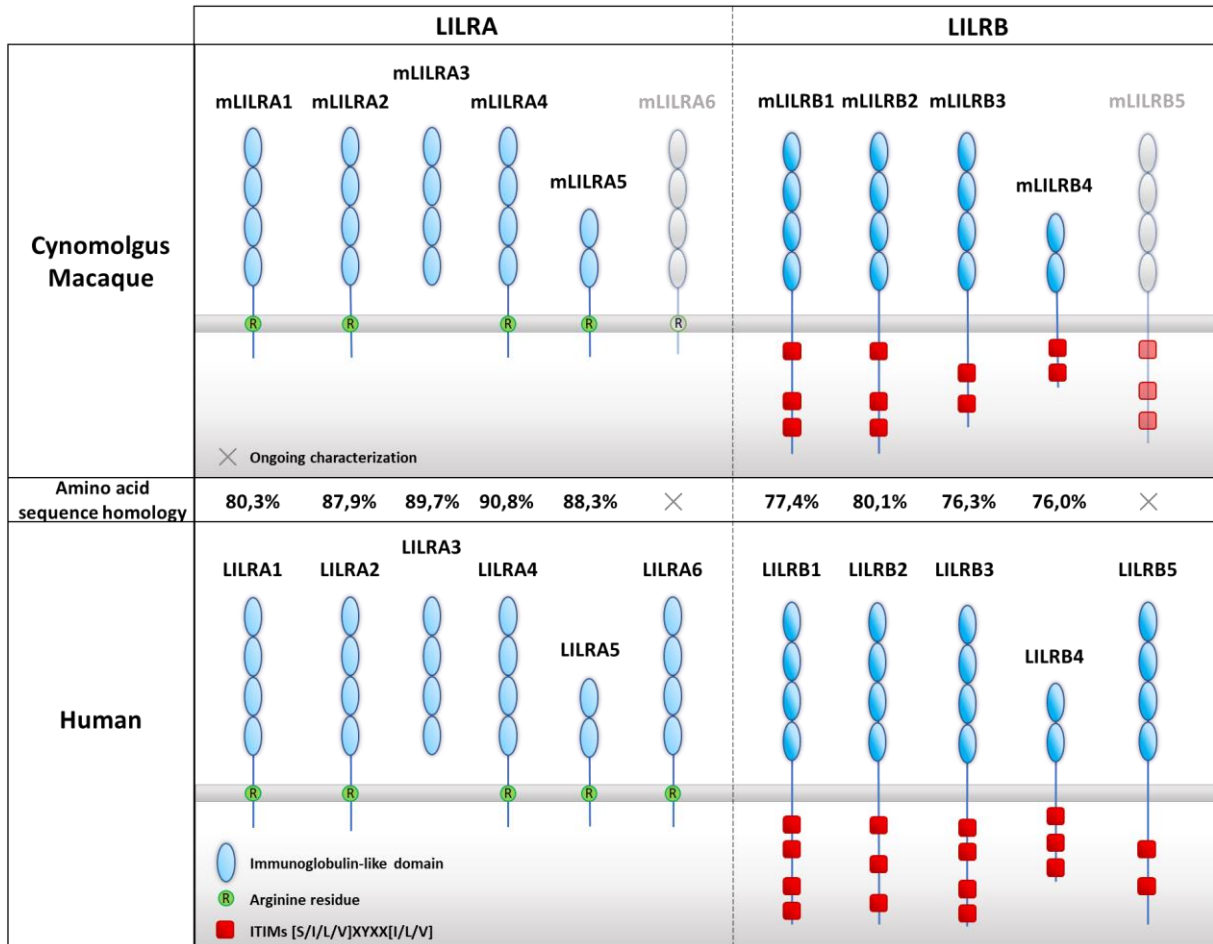 LILRA
LILRB
Cynomolgus
Macaque
mLILRA3
mLILRA1
mLILRA2
mLILRA4
mLILRA6
mLILRA5
mLILRB1
mLILRB2
mLILRB3
mLILRB5
mLILRB4
R
R
R
R
R
Ongoing characterization
Amino acid
sequence homology
80,3%
87,9%
89,7%
90,8%
88,3%
77,4%
80,1%
76,3%
76,0%
Human
LILRA3
LILRA1
LILRA2
LILRA4
LILRA6
LILRA5
LILRB1
LILRB2
LILRB3
LILRB5
LILRB4
R
R
R
R
R
Immunoglobulin-like domain
R
Arginine residue
ITIMs [S/I/L/V]XYXX[I/L/V]